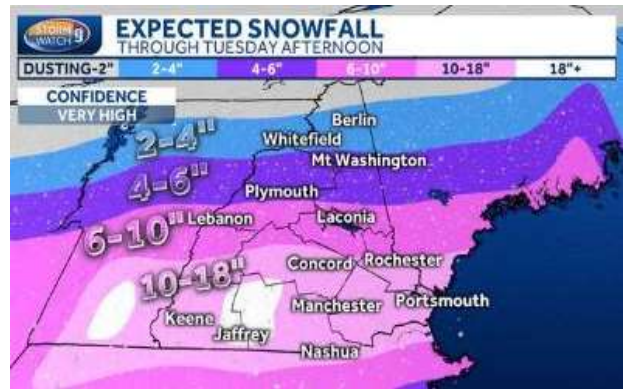 STORM
WATCH 9
EXPECTED SNOWFALL
THROUGH TUESDAY AFTERNOON
DUSTING-2" 2-4" 4-6" 6-10" 10-18" 18"+
CONFIDENCE
VERY HIGH
Berlin
2-4"
Whitefield
Mt Washington
4-6"
Plymouth
6-10"
Lebanon
Laconia
Concord
Rochester
10-18"
Manchester
Portsmouth
Keene
Jaffrey
Nashua